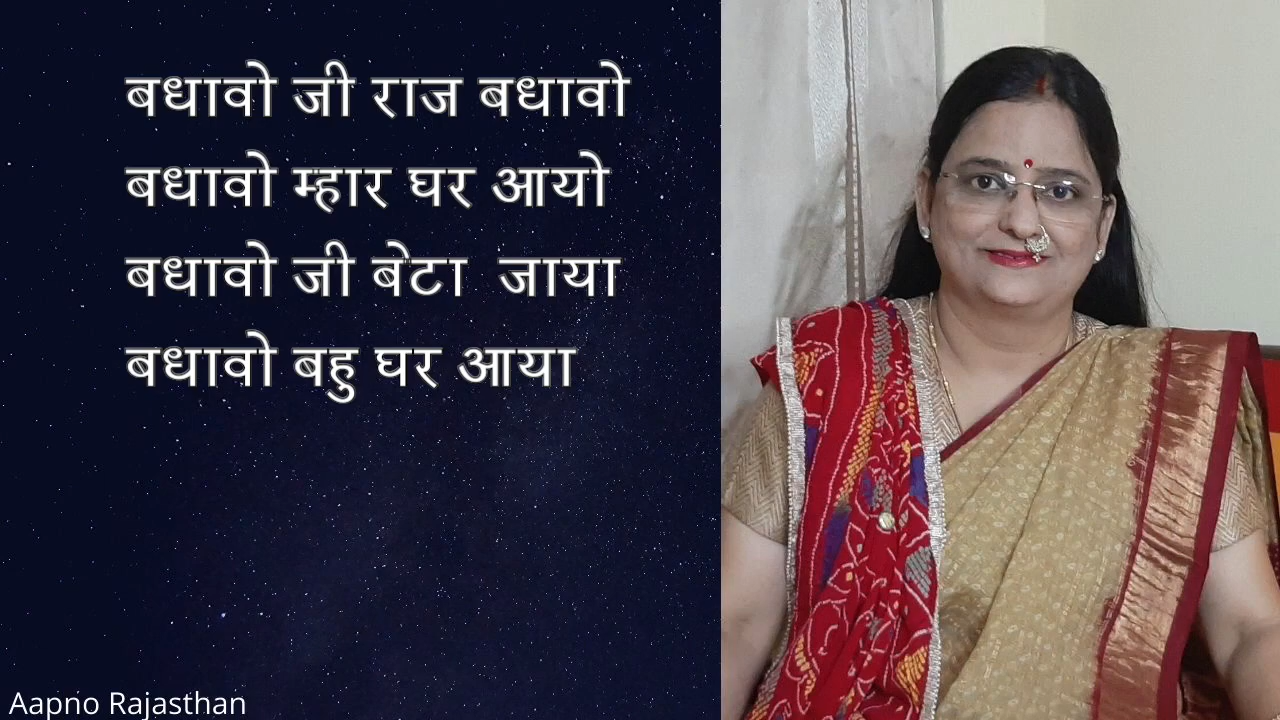 बधावो जी राज बधावो
बधावो म्हार घर आयो
बधावो जी बेटा जाया
बधावो बहु घर आया
Aapno Rajasthan